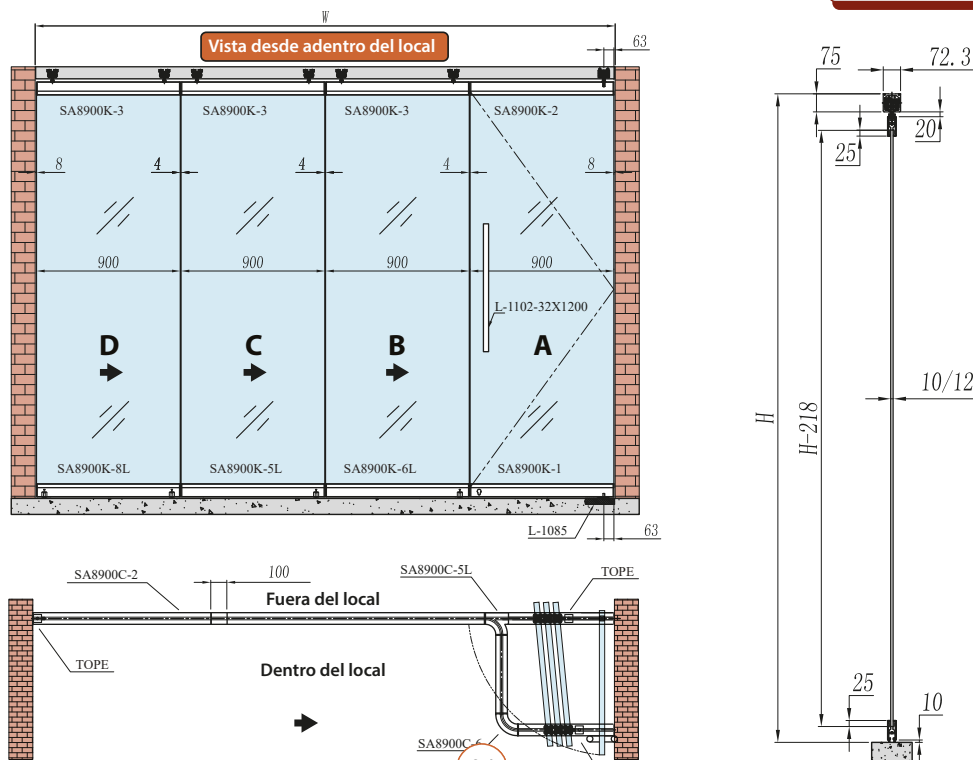 W
Vista desde adentro del local
63
75
72.3
SA8900K-3
SA8900K-3
SA8900K-3
SA8900K-2
20
25
8
4
4
4
8
900
900
900
900
L-1102-32X1200
D
C
B
A
10/12
H
H-218
SA8900K-8L
SA8900K-5L
SA8900K-6L
SA8900K-1
L-1085
63
SA8900C-2
100
SA8900C-5L
TOPE
Fuera del local
TOPE
Dentro del local
25
10
SA8900C-6